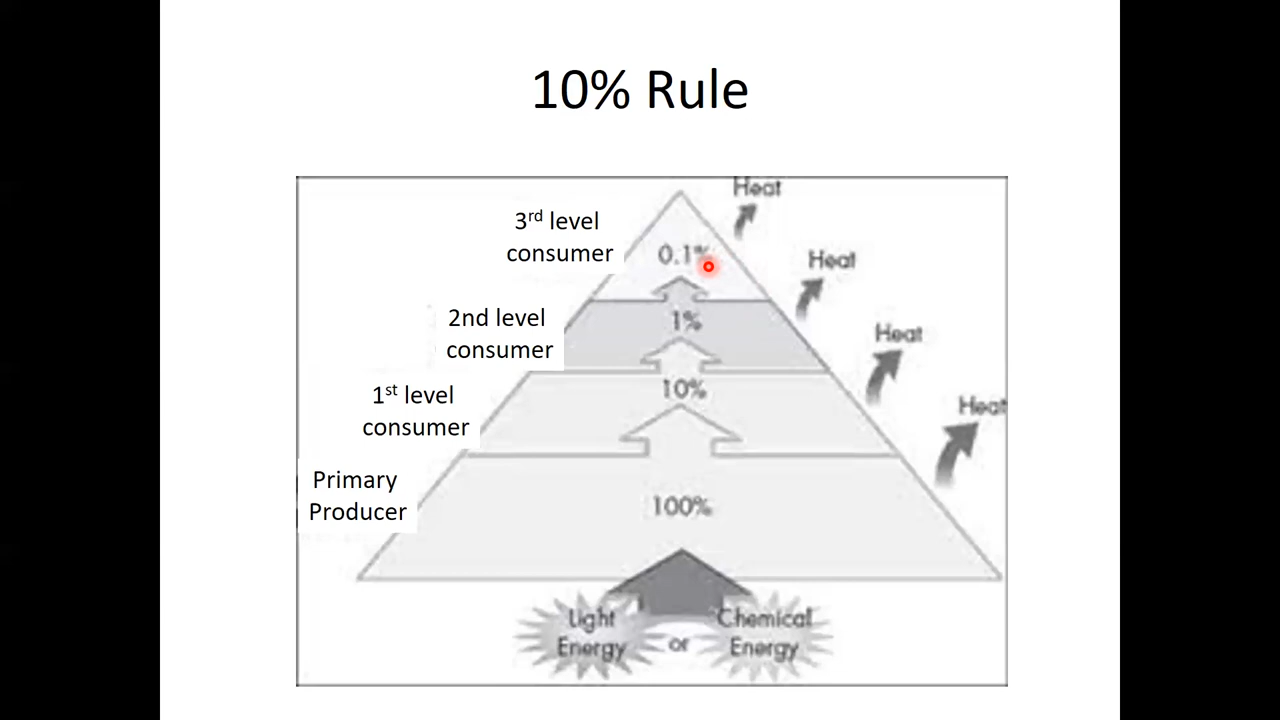 10% Rule
Heat
3rd level
consumer
0.1%
Heat
2nd level
consumer
1%
Heat
1st level
consumer
10%
Heat
Primary
Producer
100%
Light
Energy
or
Chemical
Energy